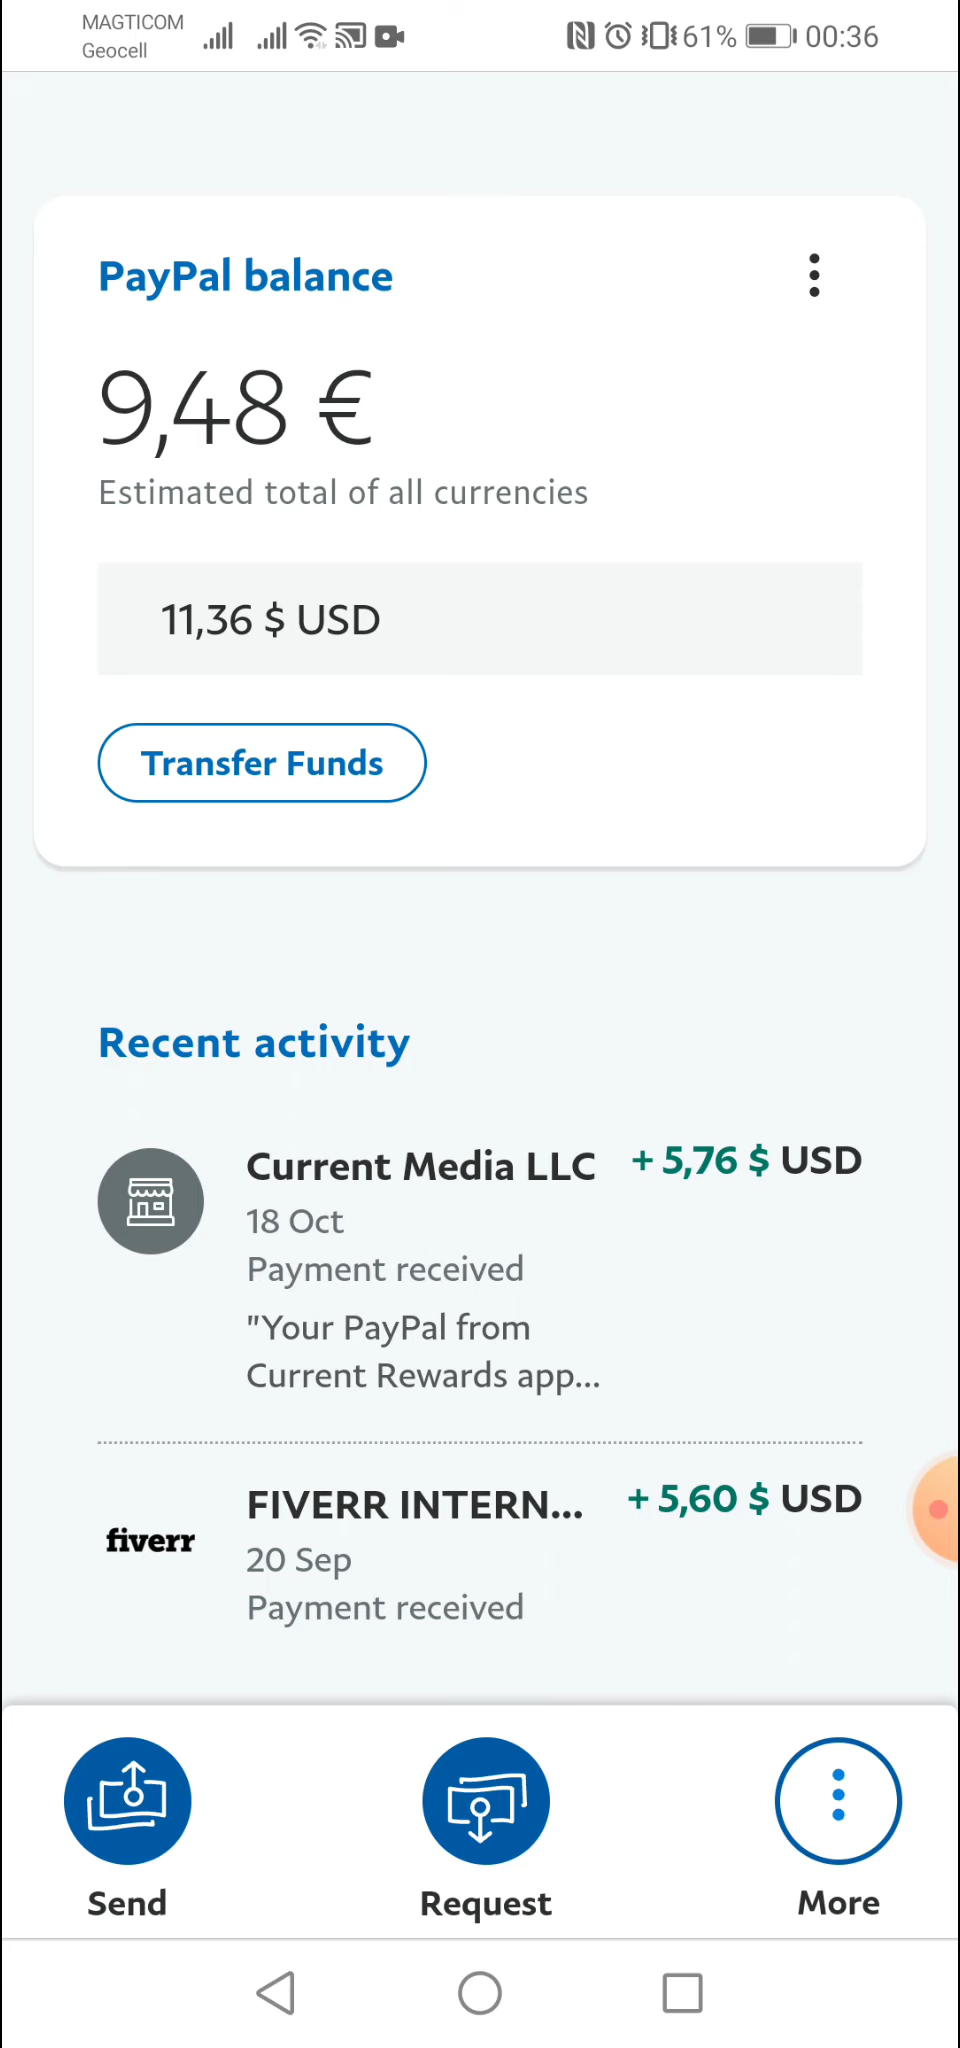 MAGTICOM
Geocell
61% 00:36
PayPal balance
9,48 €
Estimated total of all currencies
11,36 $ USD
Transfer Funds
Recent activity
Current Media LLC + 5,76 $ USD
18 Oct
Payment received
"Your PayPal from
Current Rewards app...
fiverr
FIVERR INTERN... + 5,60 $ USD
20 Sep
Payment received
Send Request More